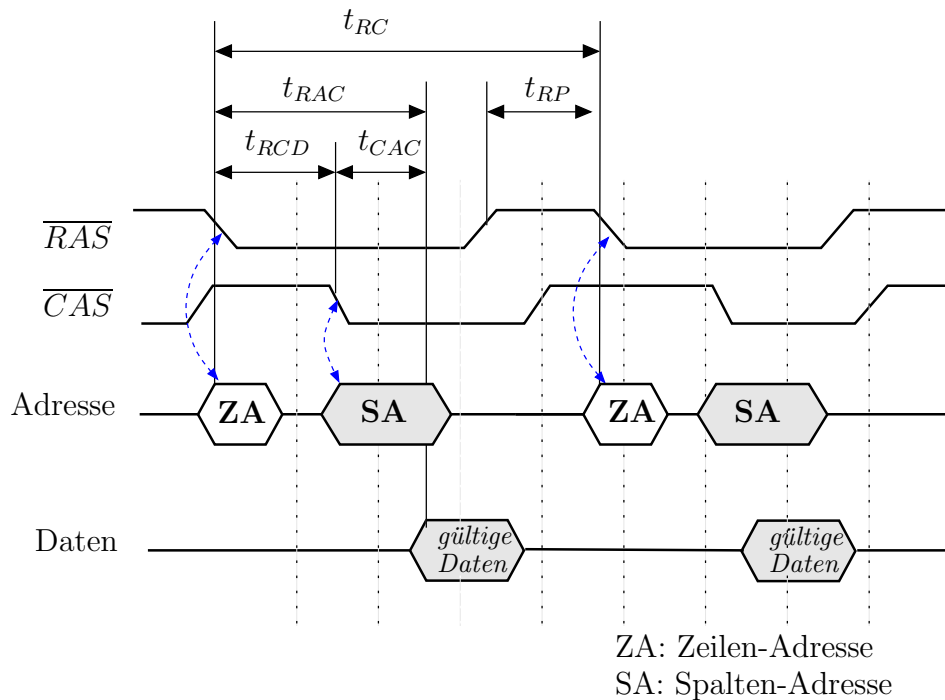 t_RC
t_RAC
t_RP
t_RCD
t_CAC
RAS
CAS
Adresse
ZA
SA
ZA
SA
Daten
gültige
Daten
gültige
Daten
ZA: Zeilen-Adresse
SA: Spalten-Adresse